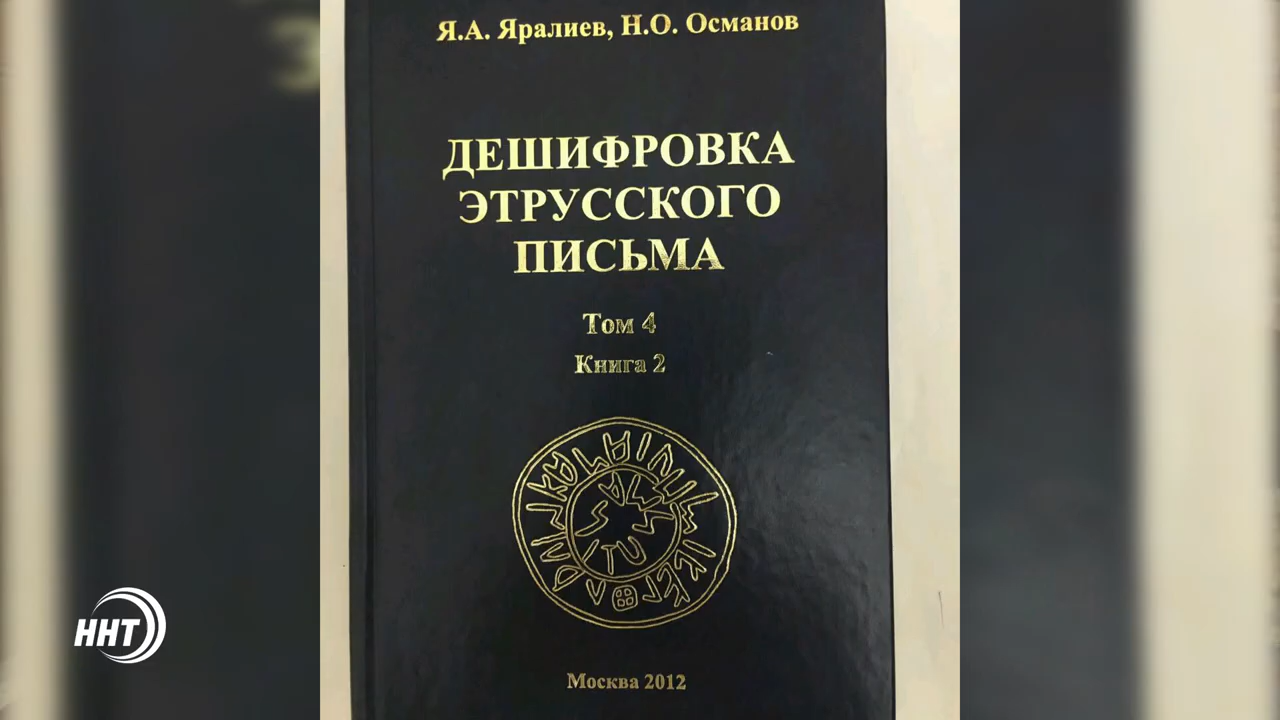 Я.А. Яралиев, Н.О. Османов
ДЕШИФРОВКА
ЭТРУССКОГО
ПИСЬМА
Том 4
Книга 2
Москва 2012
ННТ